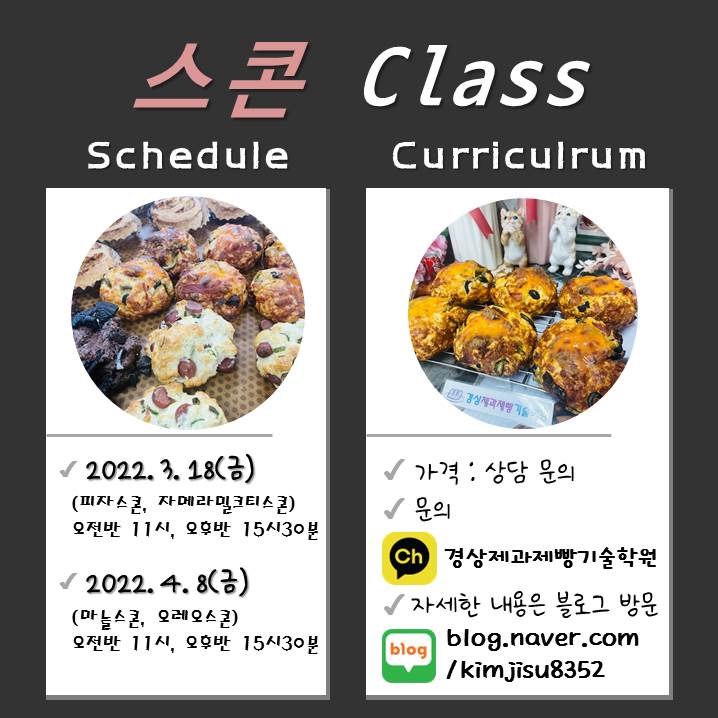 스콘 Class
Schedule
Curriculrum
경상제과제빵기술
2022. 3. 18(금)
(피자스콘, 자메라밀크티스콘)
오전반 11시, 오후반 15시30분
2022. 4. 8(금)
(마늘스콘, 오레오스콘)
오전반 11시, 오후반 15시30분
가격 : 상담 문의
문의
Ch
경상제과제빵기술학원
자세한 내용은 블로그 방문
blog
blog.naver.com
/kimjisu8352